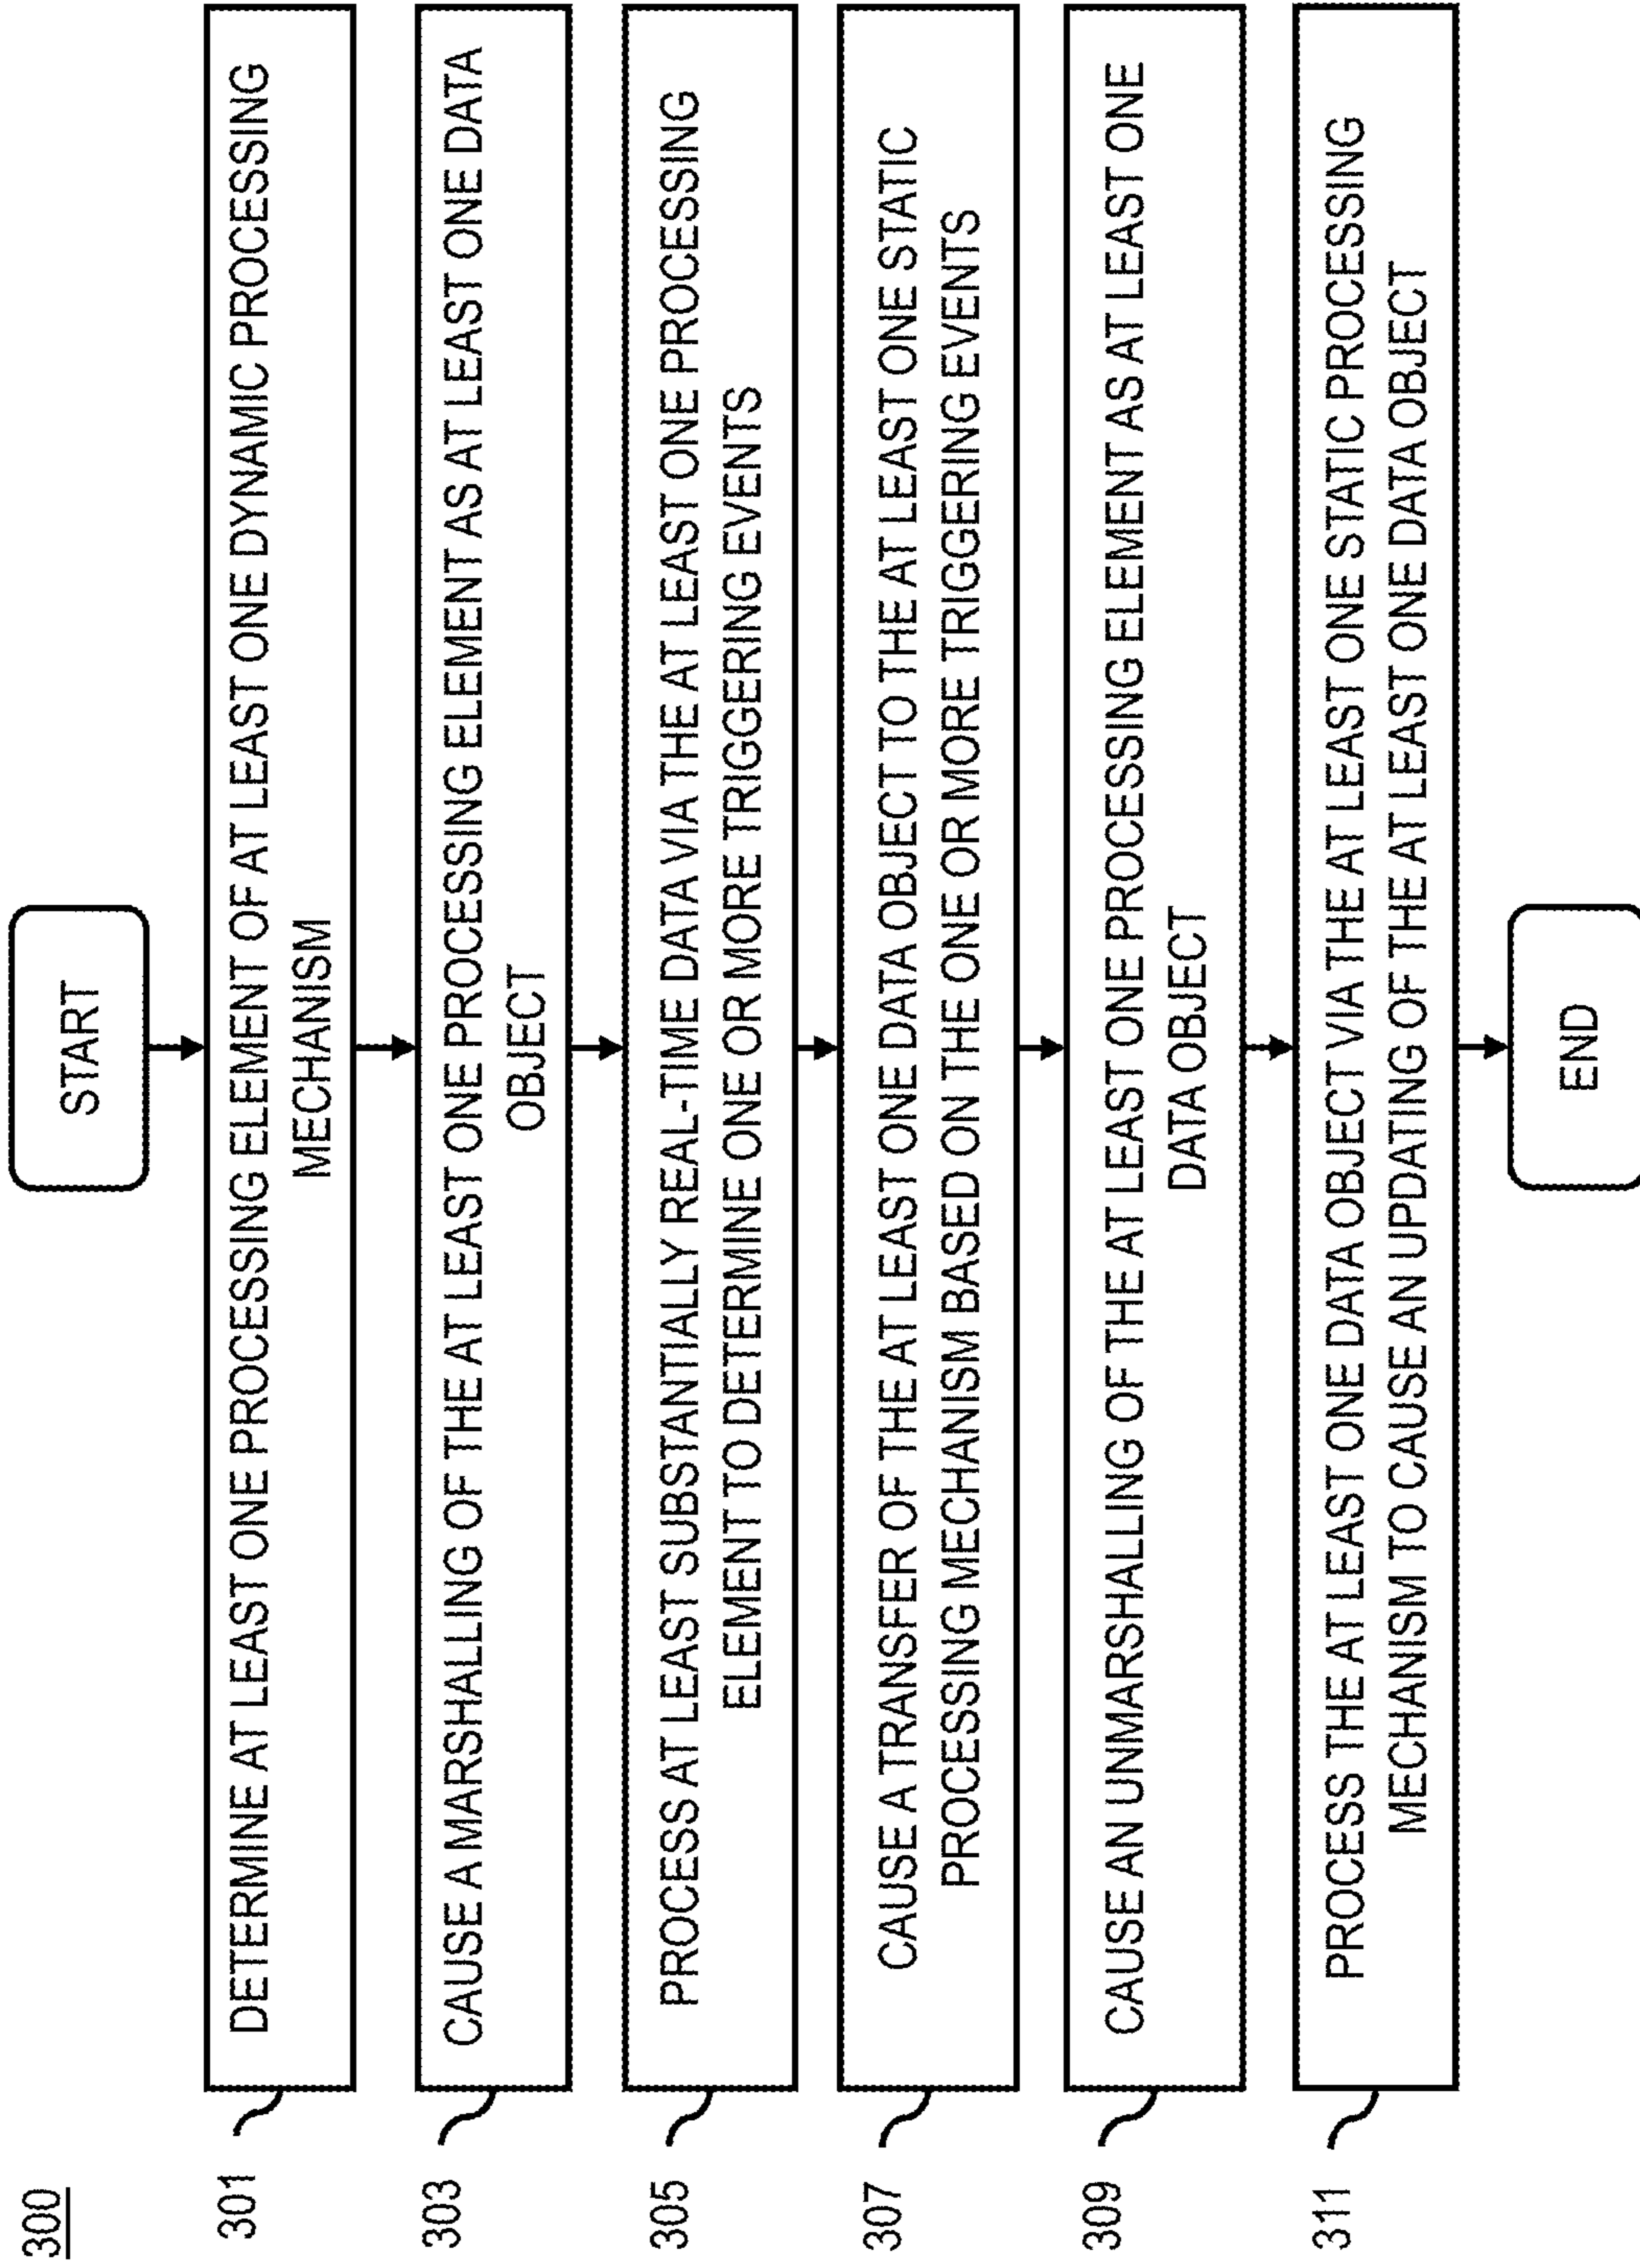 300
START
301
DETERMINE AT LEAST ONE PROCESSING ELEMENT OF AT LEAST ONE DYNAMIC PROCESSING
MECHANISM
303
CAUSE A MARSHALLING OF THE AT LEAST ONE PROCESSING ELEMENT AS AT LEAST ONE DATA
OBJECT
305
PROCESS AT LEAST SUBSTANTIALLY REAL-TIME DATA VIA THE AT LEAST ONE PROCESSING
ELEMENT TO DETERMINE ONE OR MORE TRIGGERING EVENTS
307
CAUSE A TRANSFER OF THE AT LEAST ONE DATA OBJECT TO THE AT LEAST ONE STATIC
PROCESSING MECHANISM BASED ON THE ONE OR MORE TRIGGERING EVENTS
309
CAUSE AN UNMARSHALLING OF THE AT LEAST ONE PROCESSING ELEMENT AS AT LEAST ONE
DATA OBJECT
311
PROCESS THE AT LEAST ONE DATA OBJECT VIA THE AT LEAST ONE STATIC PROCESSING
MECHANISM TO CAUSE AN UPDATING OF THE AT LEAST ONE DATA OBJECT
END